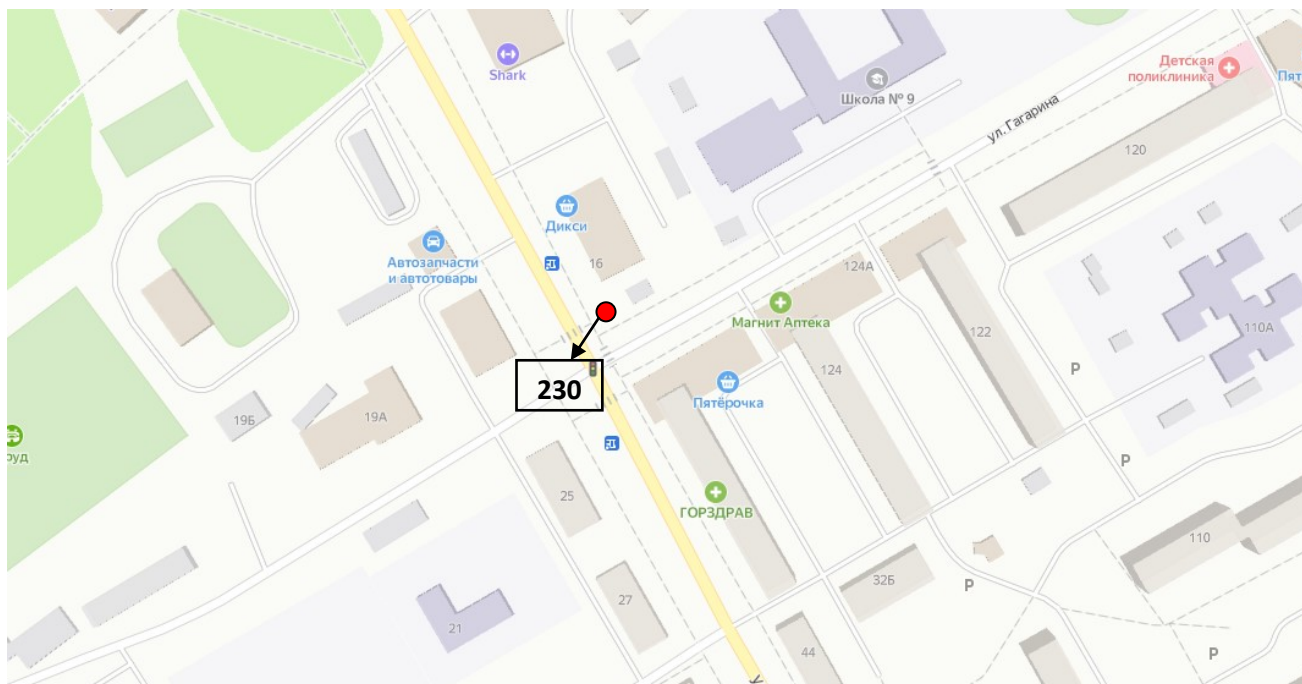 Shark
Детская
поликлиника
Пят
Школа № 9
ул. Гагарина
120
Дикси
Автозапчасти
и автотовары
16
124А
Магнит Аптека
122
110А
230
124
P
Пятёрочка
19Б
19А
руд
P
25
ГОРЗДРАВ
110
32Б
P
27
21
44
P